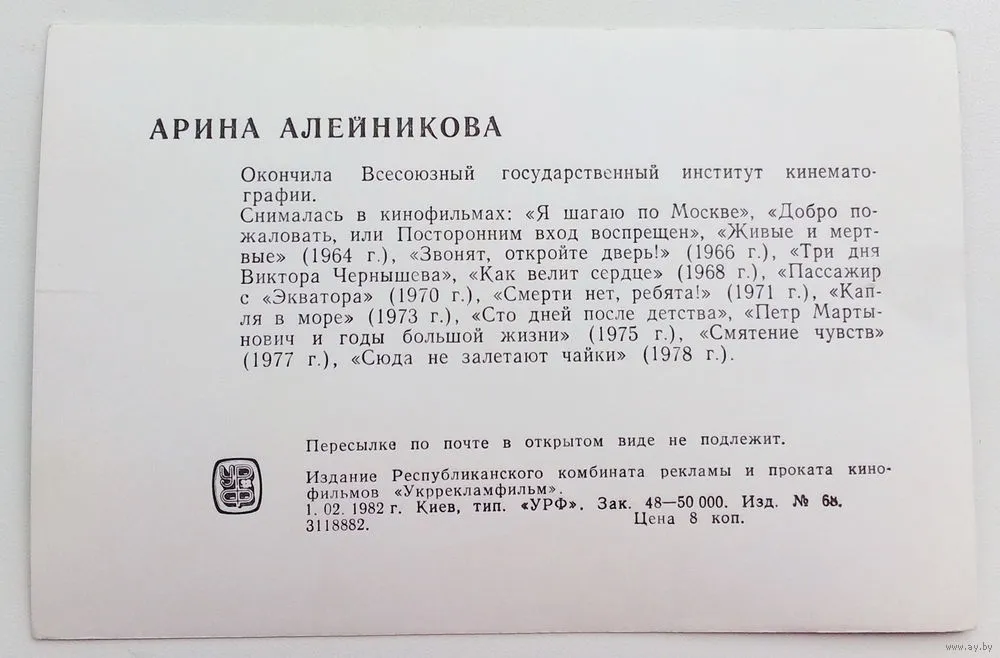 АРИНА АЛЕЙНИКОВА
Окончила Всесоюзный государственный институт кинемато-
графии.
Снималась в кинофильмах: «Я шагаю по Москве», «Добро по-
жаловать, или Посторонним вход воспрещен», «Живые и мерт-
вые» (1964 г.), «Звонят, откройте дверь!» (1966 г.), «Три дня
Виктора Чернышева», «Как велит сердце» (1968 г.), «Пассажир
с «Экватора» (1970 г.), «Смерти нет, ребята!» (1971 г.), «Кап-
ля в море» (1973 г.), «Сто дней после детства», «Петр Марты-
нович и годы большой жизни» (1975 г.), «Смятение чувств»
(1977 г.), «Сюда не залетают чайки» (1978 г.).
Пересылке по почте в открытом виде не подлежит.
УРФ
Издание Республиканского комбината рекламы и проката кино-
фильмов «Укррекламфильм».
1. 02. 1982 г. Киев, тип. «УРФ». Зак. 48—50 000. Изд. № 68.
3118882. Цена 8 коп.
www.ay.by